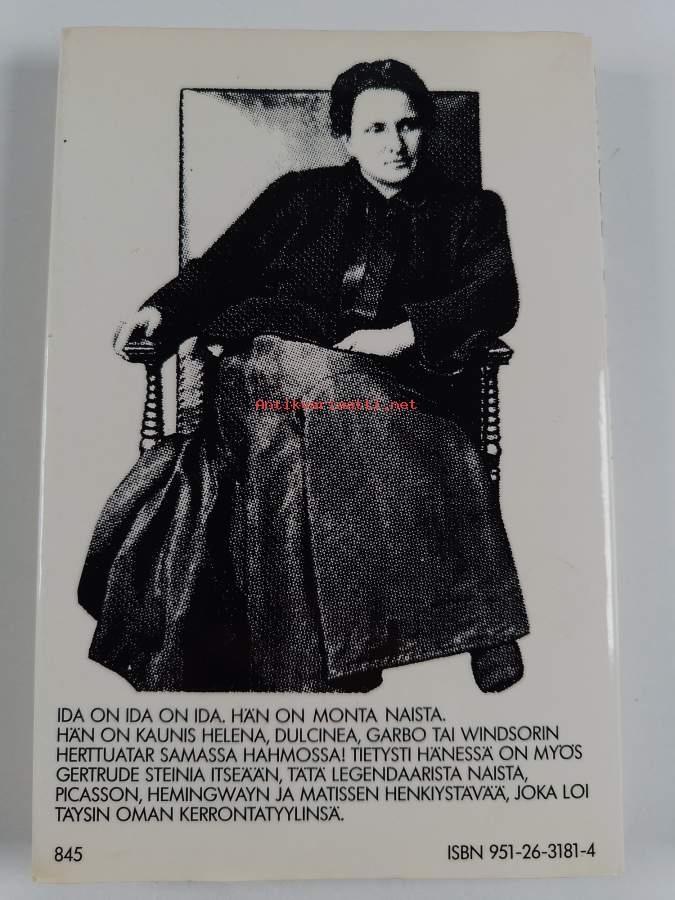 Antikvariaatti.net
IDA ON IDA ON IDA. HÄN ON MONTA NAISTA.
HÄN ON KAUNIS HELENA, DULCINEA, GARBO TAI WINDSORIN
HERTTUATAR SAMASSA HAHMOSSA! TIETYSTI HÄNESSÄ ON MYÖS
GERTRUDE STEINIA ITSEÄÄN, TÄTÄ LEGENDAARISTA NAISTA,
PICASSON, HEMINGWAYN JA MATISSEN HENKIYSTÄVÄÄ, JOKA LOI
TÄYSIN OMAN KERRONTATYYLINSÄ.
845
ISBN 951-26-3181-4